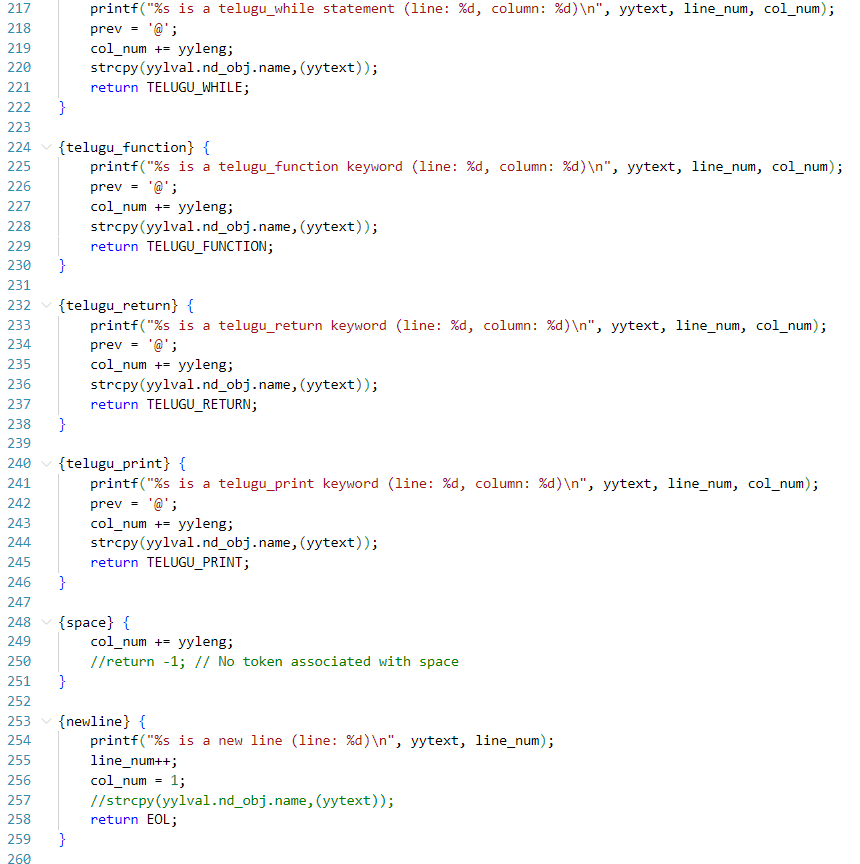 217 printf("%s is a telugu_while statement (line: %d, column: %d)\n", yytext, line_num, col_num);
218 prev = '@';
219 col_num += yyleng;
220 strcpy(yylval.nd_obj.name,(yytext));
221 return TELUGU_WHILE;
222 }
223
224 {telugu_function} {
225 printf("%s is a telugu_function keyword (line: %d, column: %d)\n", yytext, line_num, col_num);
226 prev = '@';
227 col_num += yyleng;
228 strcpy(yylval.nd_obj.name,(yytext));
229 return TELUGU_FUNCTION;
230 }
231
232 {telugu_return} {
233 printf("%s is a telugu_return keyword (line: %d, column: %d)\n", yytext, line_num, col_num);
234 prev = '@';
235 col_num += yyleng;
236 strcpy(yylval.nd_obj.name,(yytext));
237 return TELUGU_RETURN;
238 }
239
240 {telugu_print} {
241 printf("%s is a telugu_print keyword (line: %d, column: %d)\n", yytext, line_num, col_num);
242 prev = '@';
243 col_num += yyleng;
244 strcpy(yylval.nd_obj.name,(yytext));
245 return TELUGU_PRINT;
246 }
247
248 {space} {
249 col_num += yyleng;
250 //return -1; // No token associated with space
251 }
252
253 {newline} {
254 printf("%s is a new line (line: %d)\n", yytext, line_num);
255 line_num++;
256 col_num = 1;
257 //strcpy(yylval.nd_obj.name,(yytext));
258 return EOL;
259 }
260